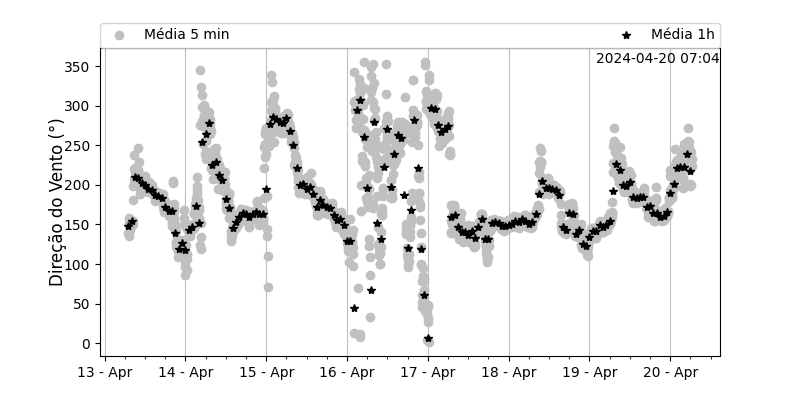 Média 5 min
Média 1h
2024-04-20 07:04
Direção do Vento (°)
350
300
250
200
150
100
50
0
13 - Apr
14 - Apr
15 - Apr
16 - Apr
17 - Apr
18 - Apr
19 - Apr
20 - Apr